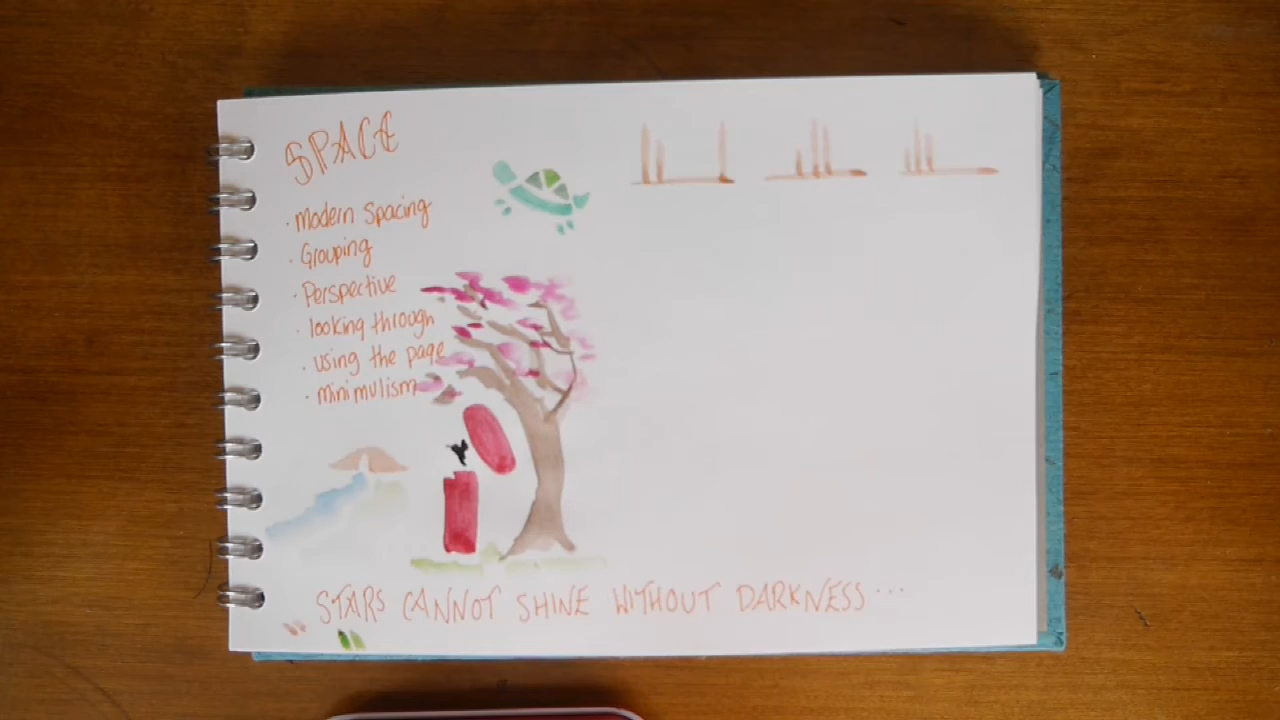 SPACE
· Modern Spacing
· Grouping
· Perspective
· looking through
· using the page
· minimulism
STARS CANNOT SHINE WITHOUT DARKNESS...